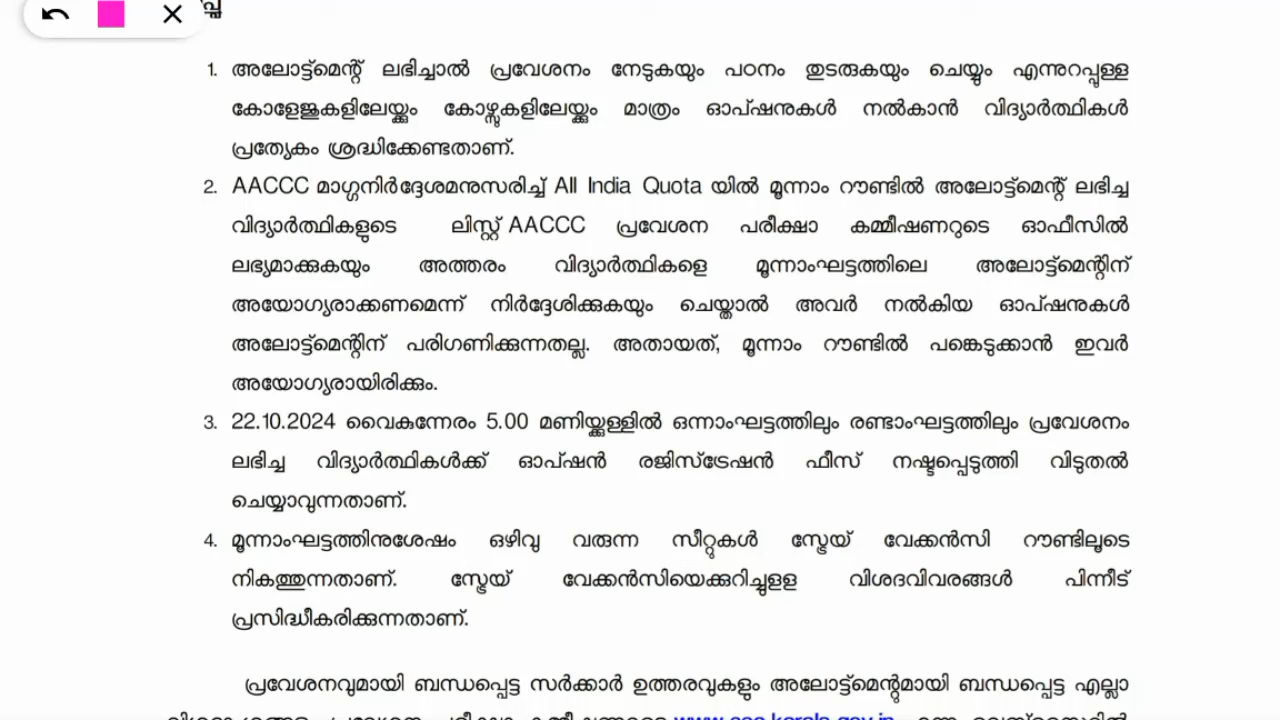 1. അലോട്ട്മെന്റ് ലഭിച്ചാൽ പ്രവേശനം നേടുകയും പഠനം തുടരുകയും ചെയ്യും എന്നുറപ്പുള്ള
കോളേജുകളിലേയ്ക്കും കോഴ്സുകളിലേയ്ക്കും മാത്രം ഓപ്ഷനുകൾ നൽകാൻ വിദ്യാർത്ഥികൾ
പ്രത്യേകം ശ്രദ്ധിക്കേണ്ടതാണ്.
2. AACCC മാഗ്ഗനിർദ്ദേശമനുസരിച്ച് All India Quota യിൽ മൂന്നാം റൗണ്ടിൽ അലോട്ട്മെന്റ് ലഭിച്ച
വിദ്യാർത്ഥികളുടെ ലിസ്റ്റ് AACCC പ്രവേശന പരീക്ഷാ കമ്മീഷണറുടെ ഓഫീസിൽ
ലഭ്യമാക്കുകയും അത്തരം വിദ്യാർത്ഥികളെ മൂന്നാംഘട്ടത്തിലെ അലോട്ട്മെന്റിന്
അയോഗ്യരാക്കണമെന്ന് നിർദ്ദേശിക്കുകയും ചെയ്താൽ അവർ നൽകിയ ഓപ്ഷനുകൾ
അലോട്ട്മെന്റിന് പരിഗണിക്കുന്നതല്ല. അതായത്, മൂന്നാം റൗണ്ടിൽ പങ്കെടുക്കാൻ ഇവർ
അയോഗ്യരായിരിക്കും.
3. 22.10.2024 വൈകുന്നേരം 5.00 മണിയ്ക്കുള്ളിൽ ഒന്നാംഘട്ടത്തിലും രണ്ടാംഘട്ടത്തിലും പ്രവേശനം
ലഭിച്ച വിദ്യാർത്ഥികൾക്ക് ഓപ്ഷൻ രജിസ്ട്രേഷൻ ഫീസ് നഷ്ടപ്പെടുത്തി വിടുതൽ
ചെയ്യാവുന്നതാണ്.
4. മൂന്നാംഘട്ടത്തിനുശേഷം ഒഴിവു വരുന്ന സീറ്റുകൾ സ്ട്രേയ് വേക്കൻസി റൗണ്ടിലൂടെ
നികത്തുന്നതാണ്. സ്ട്രേയ് വേക്കൻസിയെക്കുറിച്ചുളള വിശദവിവരങ്ങൾ പിന്നീട്
പ്രസിദ്ധീകരിക്കുന്നതാണ്.
പ്രവേശനവുമായി ബന്ധപ്പെട്ട സർക്കാർ ഉത്തരവുകളും അലോട്ട്മെന്റുമായി ബന്ധപ്പെട്ട എല്ലാ